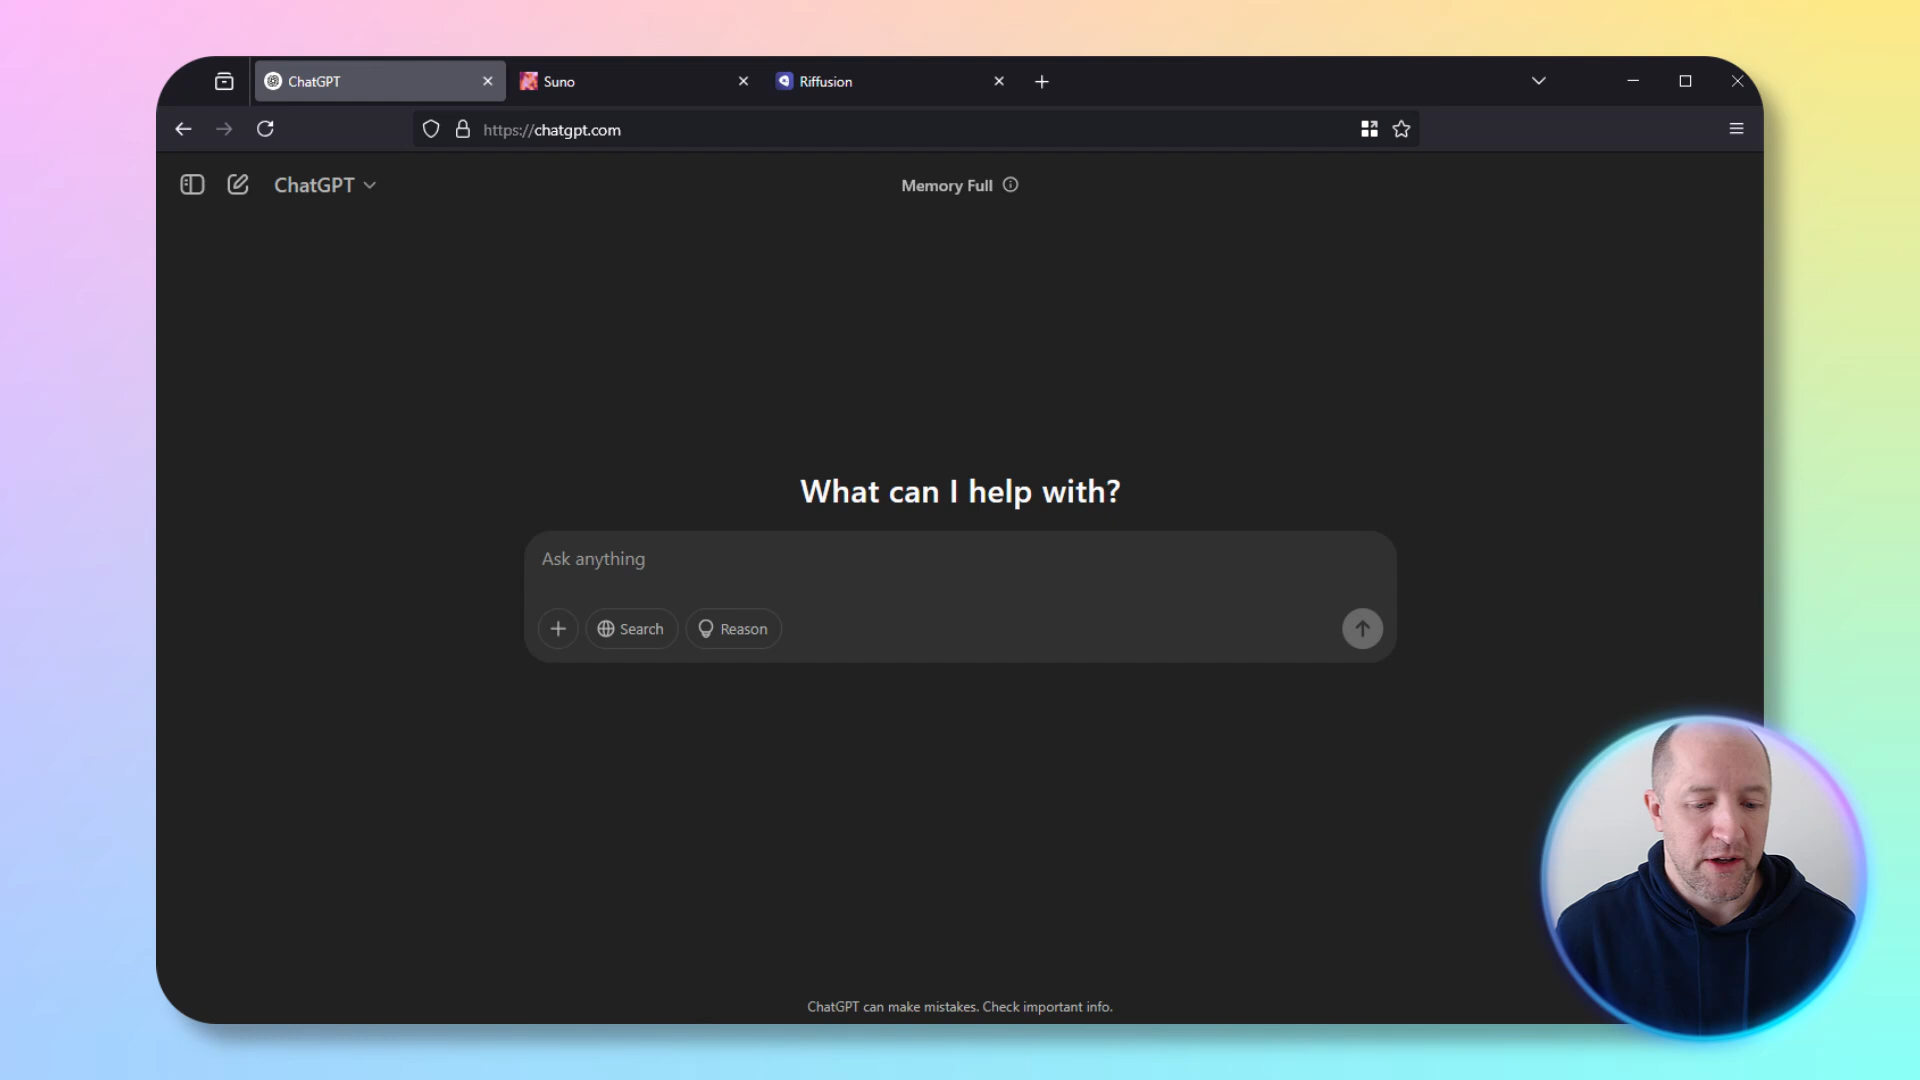 ChatGPT
Suno
Riffusion
https://chatgpt.com
ChatGPT
Memory Full
What can I help with?
Ask anything
Search
Reason
ChatGPT can make mistakes. Check important info.